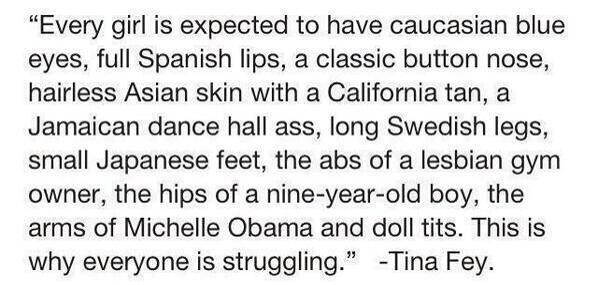 “Every girl is expected to have caucasian blue
eyes, full Spanish lips, a classic button nose,
hairless Asian skin with a California tan, a
Jamaican dance hall ass, long Swedish legs,
small Japanese feet, the abs of a lesbian gym
owner, the hips of a nine-year-old boy, the
arms of Michelle Obama and doll tits. This is
why everyone is struggling.”   -Tina Fey.